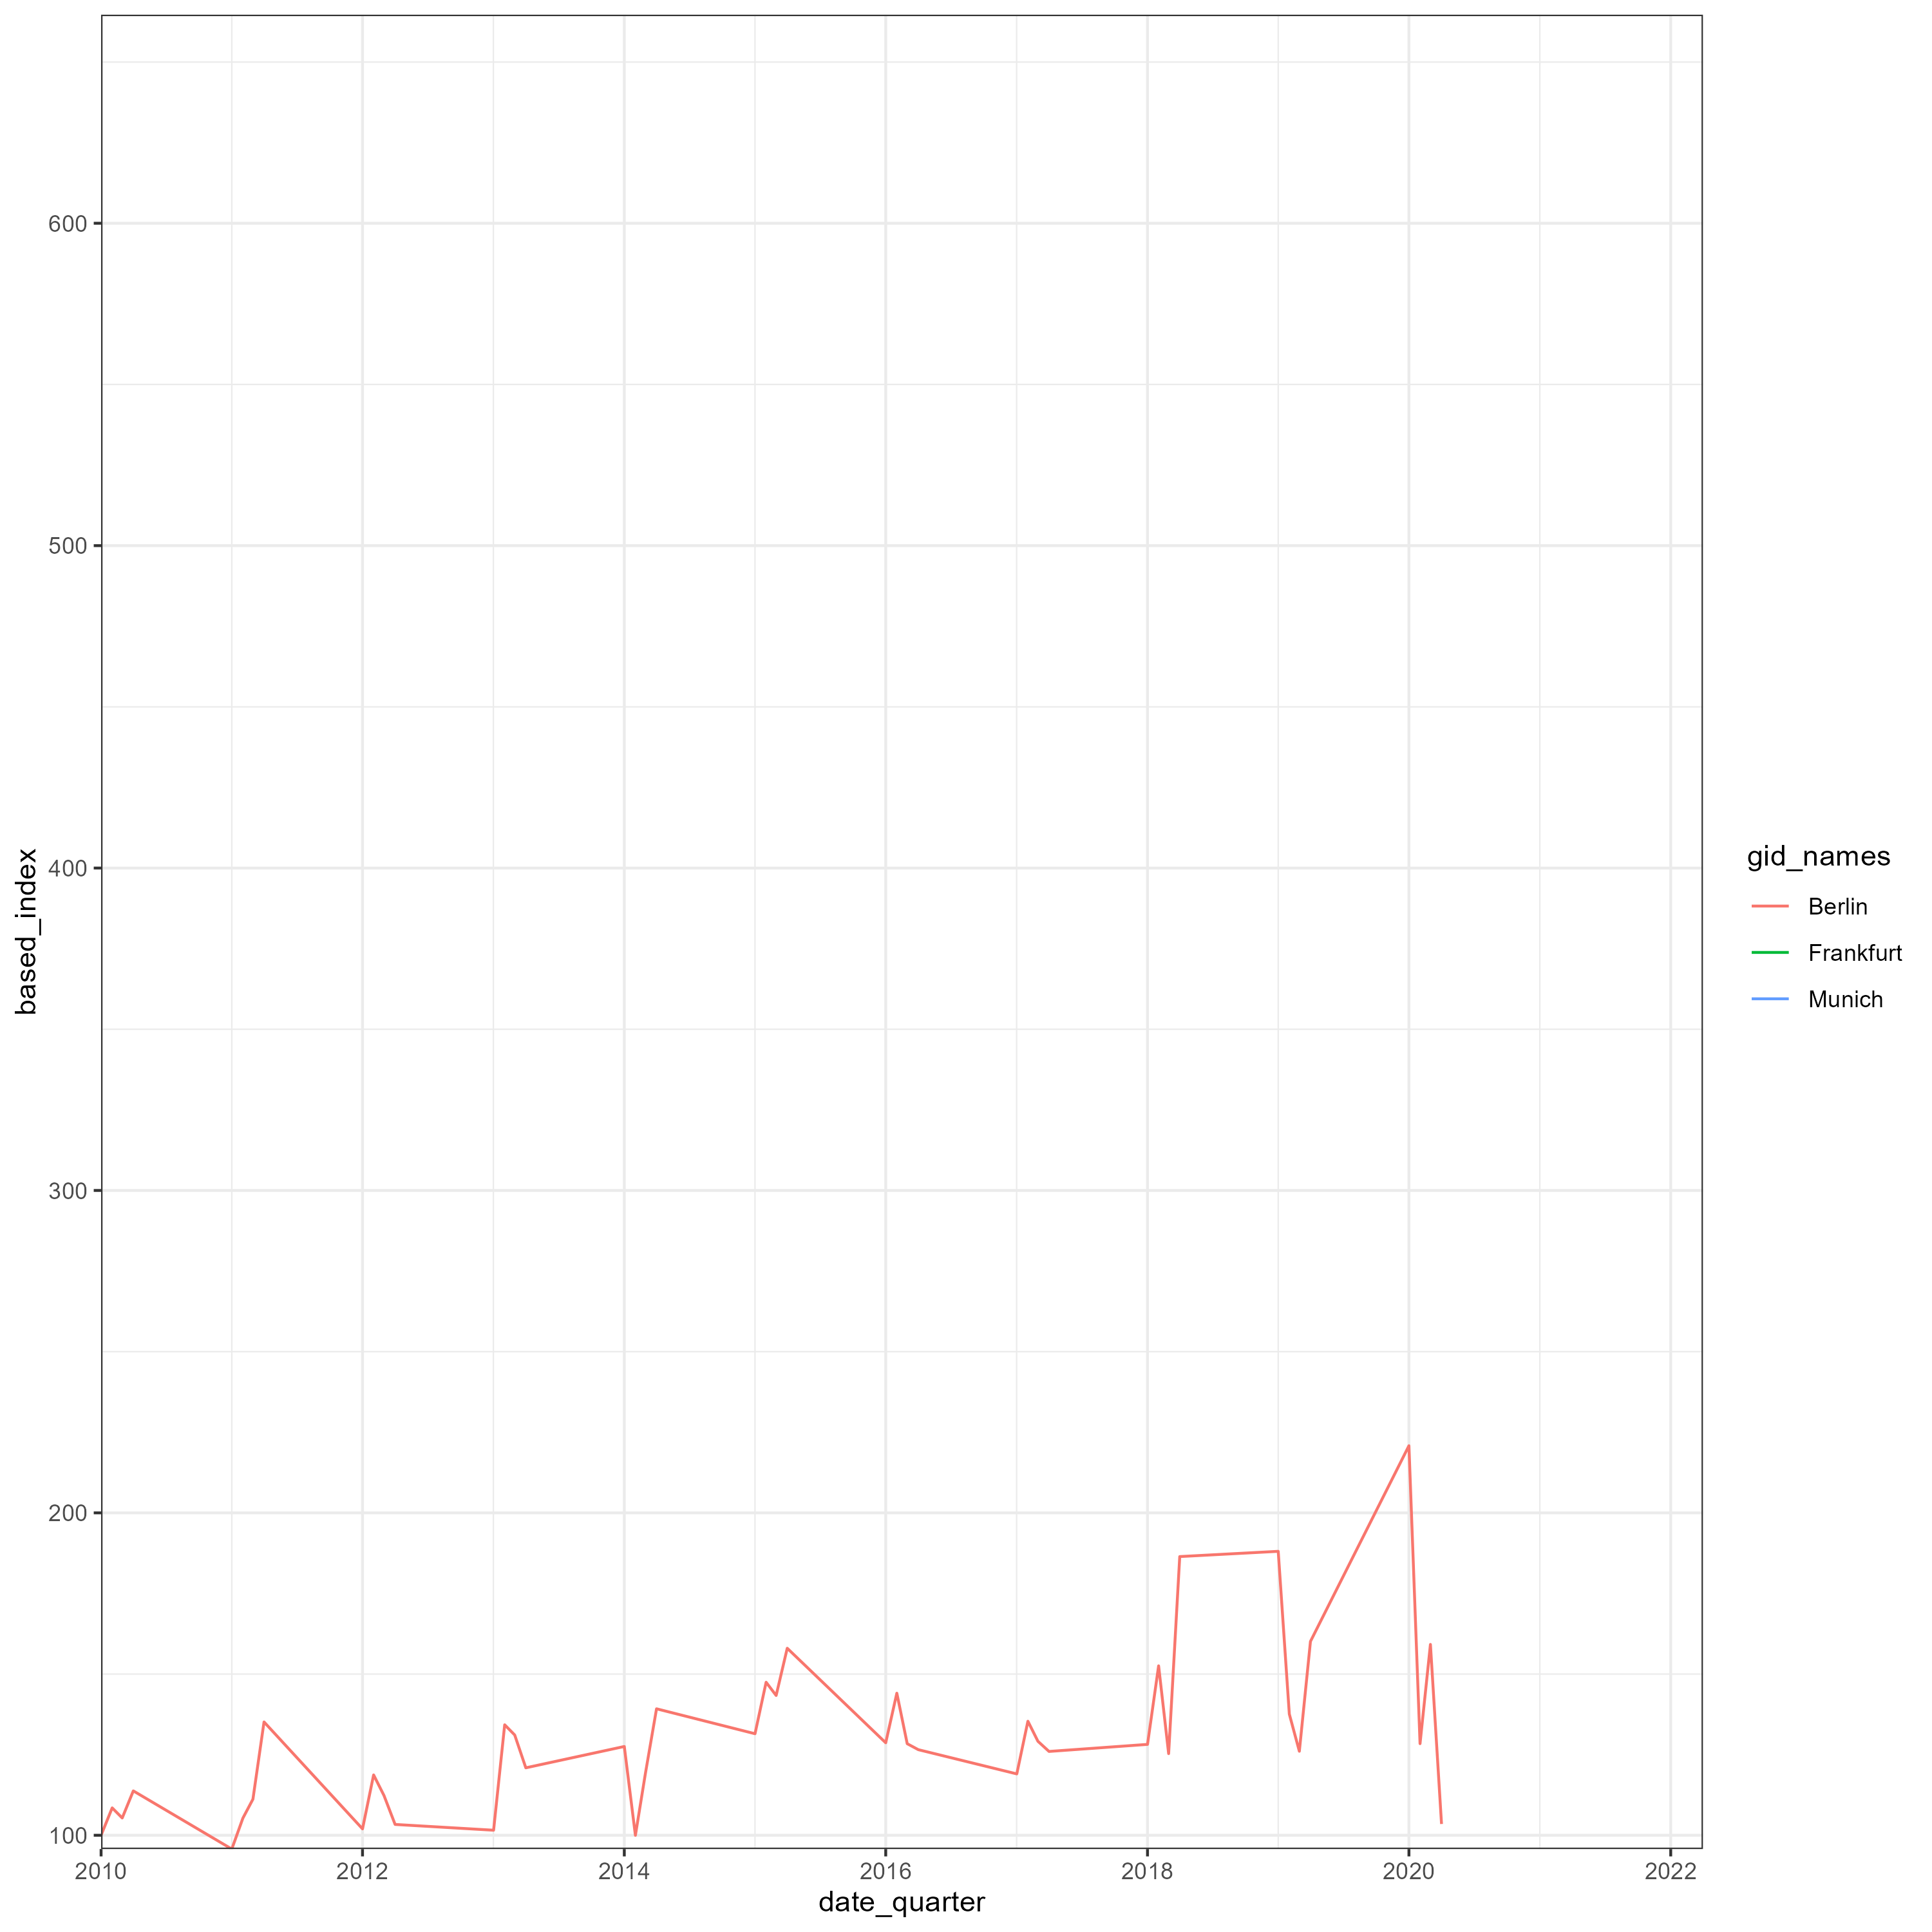 600
500
400
300
200
100
2010 2012 2014 2016 2018 2020 2022
date_quarter
based_index
gid_names
Berlin
Frankfurt
Munich